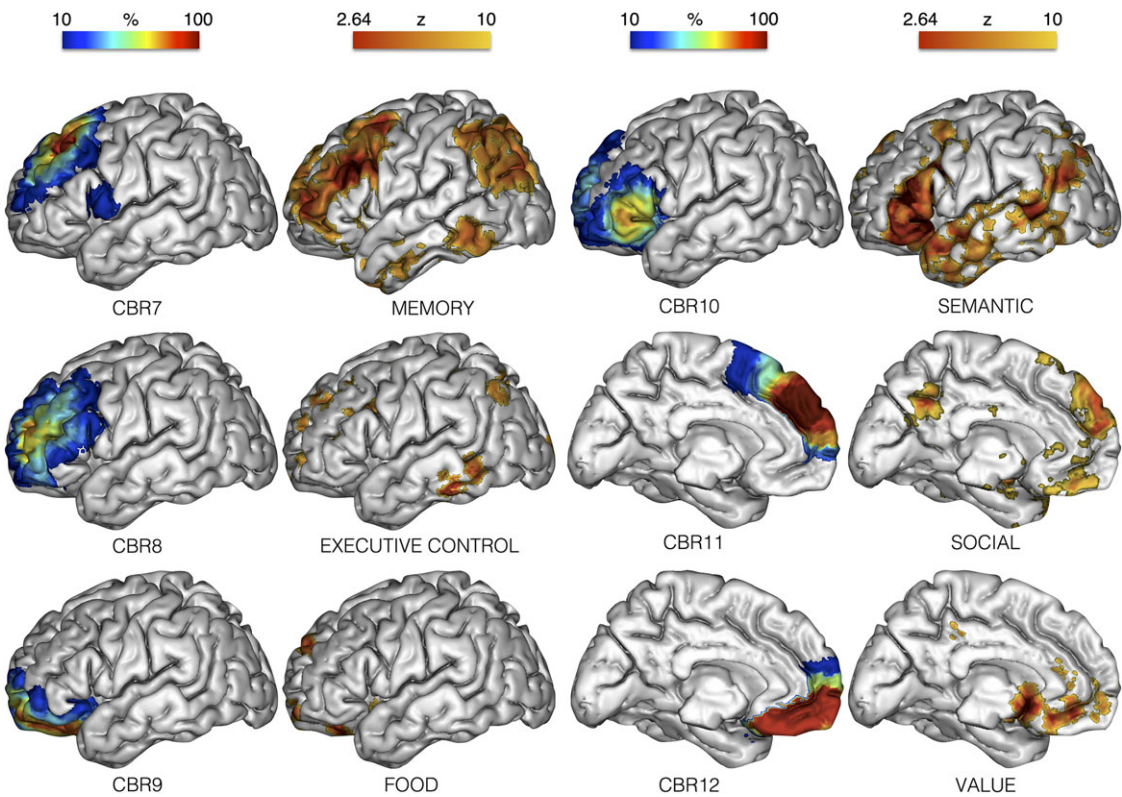 10 % 100
2.64 z 10
10 % 100
2.64 z 10
CBR7
MEMORY
CBR10
SEMANTIC
CBR8
EXECUTIVE CONTROL
CBR11
SOCIAL
CBR9
FOOD
CBR12
VALUE